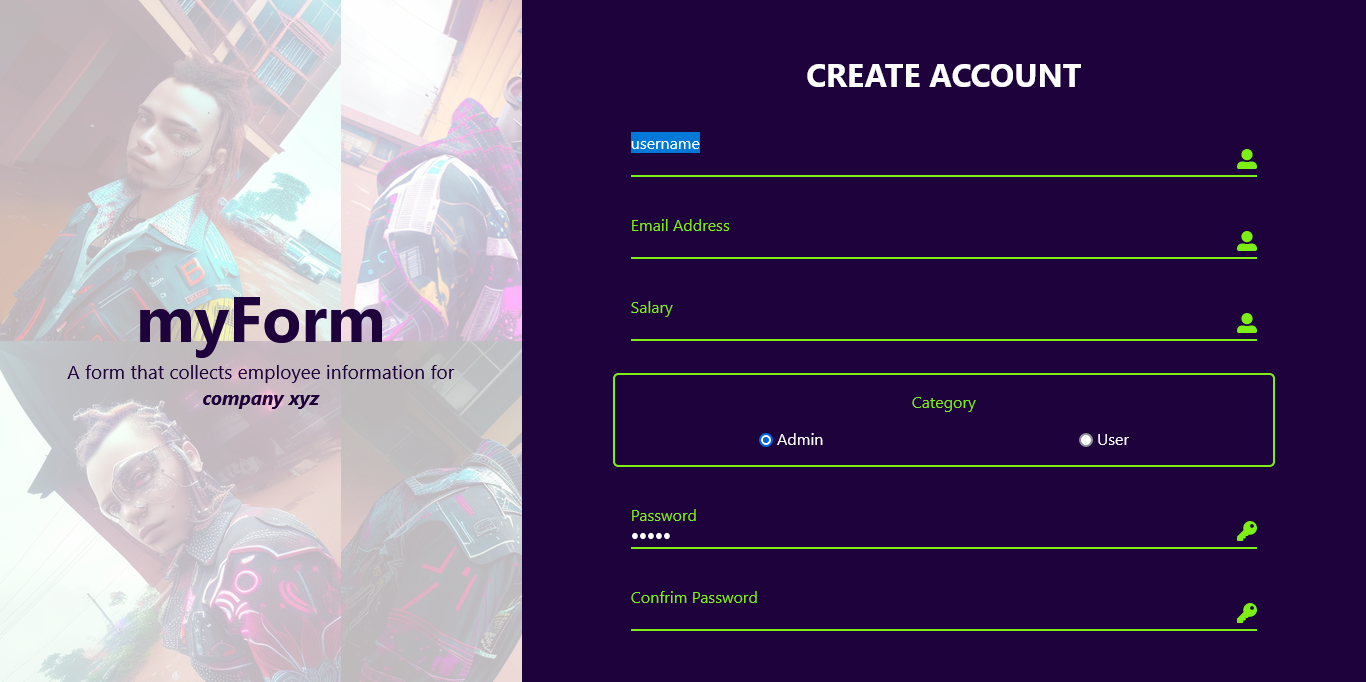 myForm
A form that collects employee information for
company xyz
CREATE ACCOUNT
username
Email Address
Salary
Category
Admin
User
Password
•••••
Confrim Password